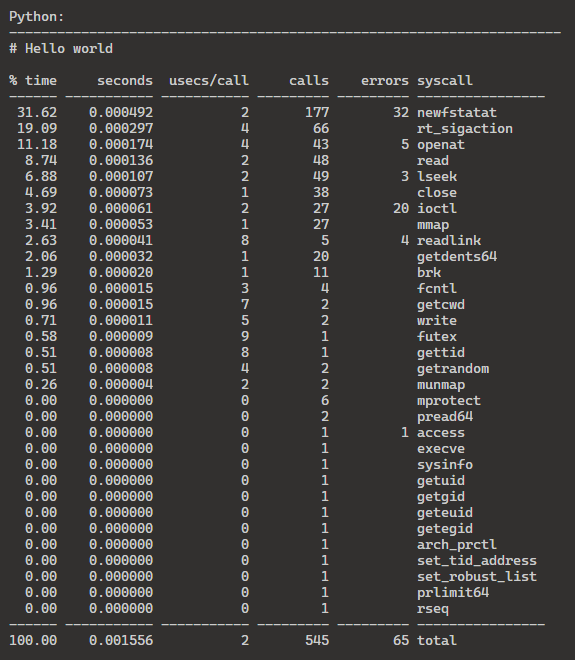 Python:
---------------------------------------------------------------------
# Hello world
% time     seconds  usecs/call     calls    errors syscall
------ ----------- ----------- --------- --------- ----------------
 31.62    0.000492           2       177        32 newfstatat
 19.09    0.000297           4        66           rt_sigaction
 11.18    0.000174           4        43         5 openat
  8.74    0.000136           2        48           read
  6.88    0.000107           2        49         3 lseek
  4.69    0.000073           1        38           close
  3.92    0.000061           2        27        20 ioctl
  3.41    0.000053           1        27           mmap
  2.63    0.000041           8         5         4 readlink
  2.06    0.000032           1        20           getdents64
  1.29    0.000020           1        11           brk
  0.96    0.000015           3         4           fcntl
  0.96    0.000015           7         2           getcwd
  0.71    0.000011           5         2           write
  0.58    0.000009           9         1           futex
  0.51    0.000008           8         1           gettid
  0.51    0.000008           4         2           getrandom
  0.26    0.000004           2         2           munmap
  0.00    0.000000           0         6           mprotect
  0.00    0.000000           0         2           pread64
  0.00    0.000000           0         1         1 access
  0.00    0.000000           0         1           execve
  0.00    0.000000           0         1           sysinfo
  0.00    0.000000           0         1           getuid
  0.00    0.000000           0         1           getgid
  0.00    0.000000           0         1           geteuid
  0.00    0.000000           0         1           getegid
  0.00    0.000000           0         1           arch_prctl
  0.00    0.000000           0         1           set_tid_address
  0.00    0.000000           0         1           set_robust_list
  0.00    0.000000           0         1           prlimit64
  0.00    0.000000           0         1           rseq
------ ----------- ----------- --------- --------- ----------------
100.00    0.001556           2       545        65 total